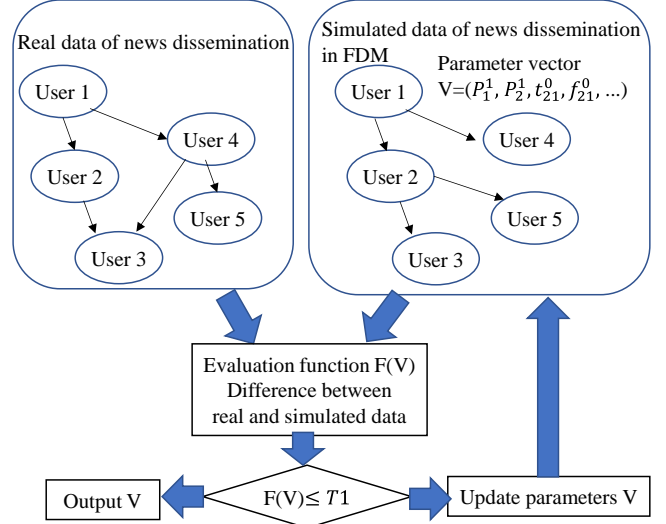 Real data of news dissemination
User 1
User 4
User 2
User 5
User 3
Simulated data of news dissemination
in FDM
Parameter vector
V=(𝑃₁¹, 𝑃₂¹, 𝑡₂₁⁰, 𝑓₂₁⁰, ...)
User 1
User 4
User 2
User 5
User 3
Evaluation function F(V)
Difference between
real and simulated data
Output V
F(V)≤ 𝑇1
Update parameters V